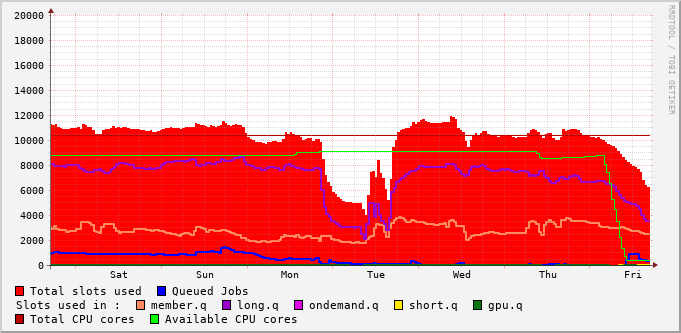 RRDTOOL / TOBI OETIKER
20000
18000
16000
14000
12000
10000
8000
6000
4000
2000
0
Sat Sun Mon Tue Wed Thu Fri
Total slots used Queued Jobs
Slots used in : member.q long.q ondemand.q short.q gpu.q
Total CPU cores Available CPU cores